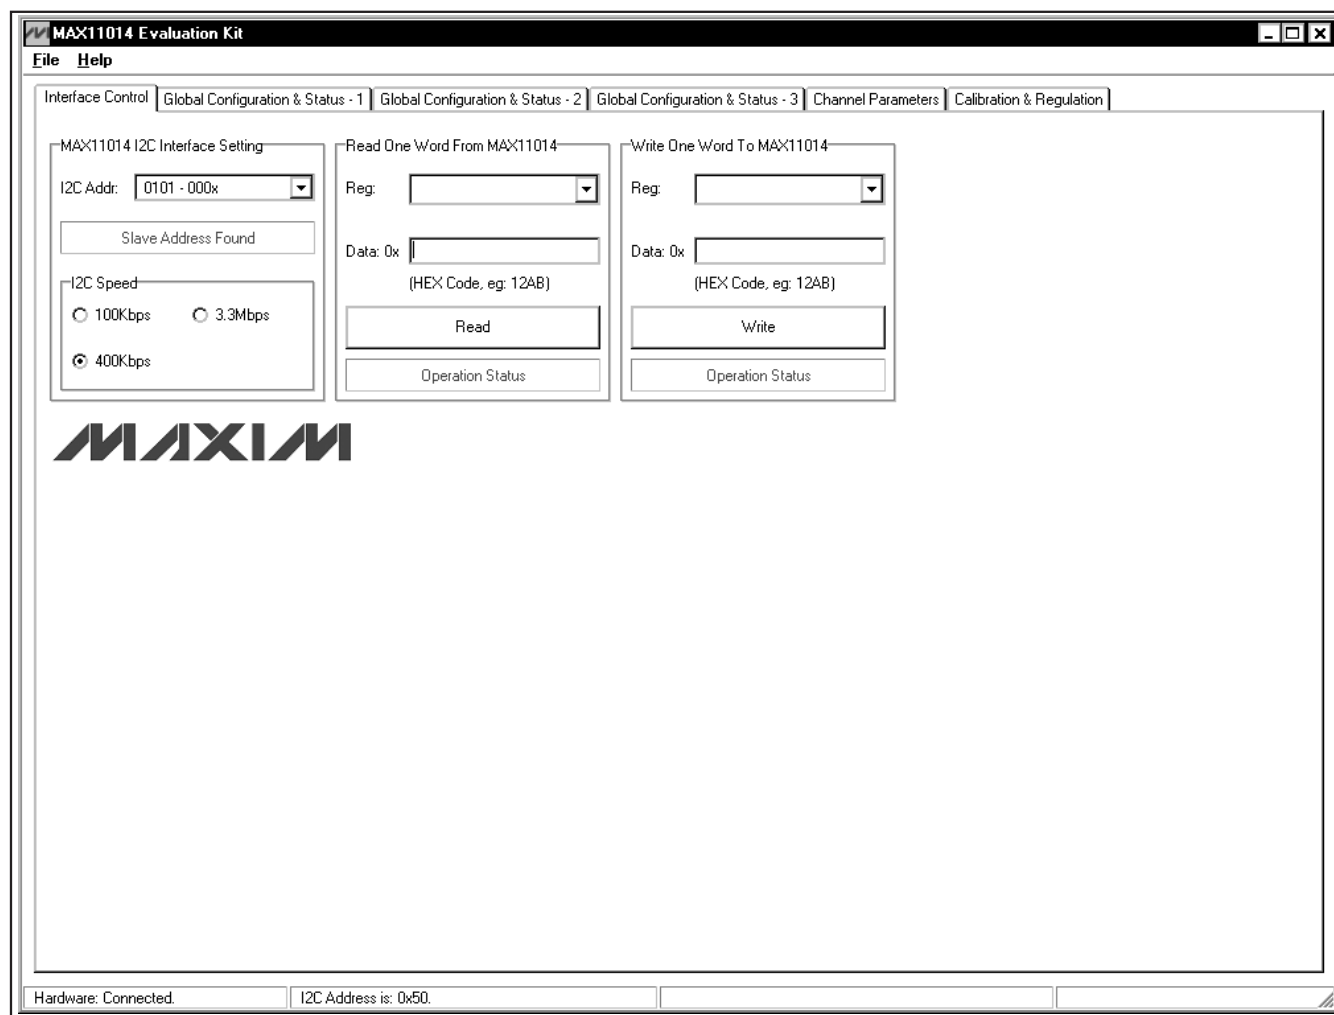 MAX11014 Evaluation Kit
File Help
Interface Control Global Configuration & Status - 1 Global Configuration & Status - 2 Global Configuration & Status - 3 Channel Parameters Calibration & Regulation
MAX11014 I2C Interface Setting
I2C Addr: 0101 - 000x
Slave Address Found
I2C Speed
100Kbps 3.3Mbps
400Kbps
Read One Word From MAX11014
Reg:
Data: 0x
(HEX Code, eg: 12AB)
Read
Operation Status
Write One Word To MAX11014
Reg:
Data: 0x
(HEX Code, eg: 12AB)
Write
Operation Status
MAXIM
Hardware: Connected. I2C Address is: 0x50.